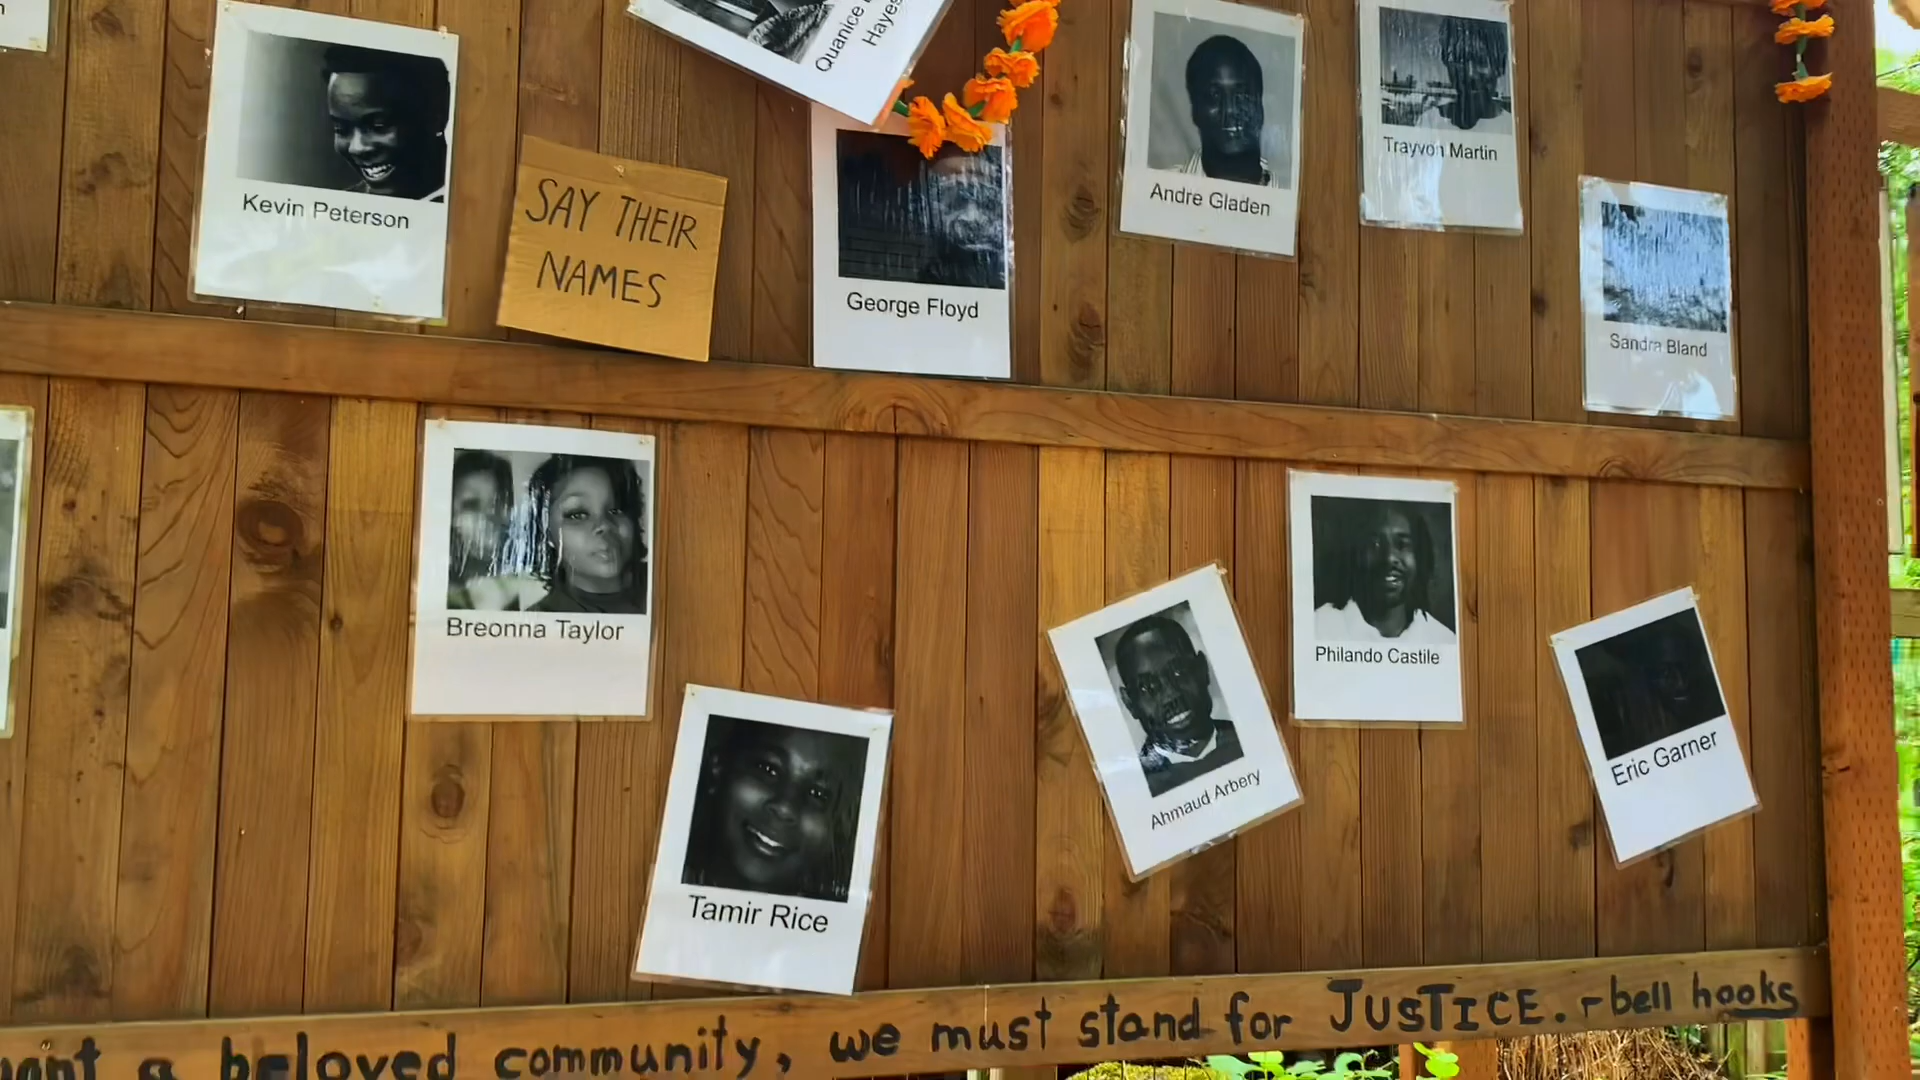 Quanice
Hayes
Kevin Peterson
SAY THEIR
NAMES
George Floyd
Andre Gladen
Trayvon Martin
Sandra Bland
Breonna Taylor
Tamir Rice
Ahmaud Arbery
Philando Castile
Eric Garner
want a beloved community, we must stand for JUSTICE. - bell hooks